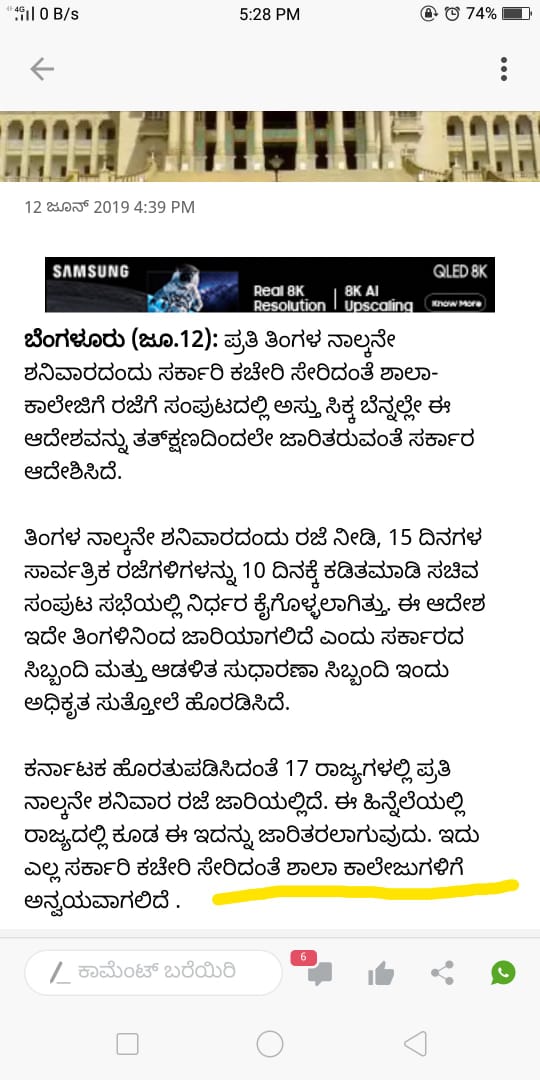 4G 0 B/s 5:28 PM 74%
12 ಜೂನ್ 2019 4:39 PM
SAMSUNG
QLED 8K
Real 8K Resolution
8K AI Upscaling
Know More
ಬೆಂಗಳೂರು (ಜೂ.12): ಪ್ರತಿ ತಿಂಗಳ ನಾಲ್ಕನೇ
ಶನಿವಾರದಂದು ಸರ್ಕಾರಿ ಕಚೇರಿ ಸೇರಿದಂತೆ ಶಾಲಾ-
ಕಾಲೇಜಿಗೆ ರಜೆಗೆ ಸಂಪುಟದಲ್ಲಿ ಅಸ್ತು ಸಿಕ್ಕ ಬೆನ್ನಲ್ಲೇ ಈ
ಆದೇಶವನ್ನು ತತ್‌ಕ್ಷಣದಿಂದಲೇ ಜಾರಿತರುವಂತೆ ಸರ್ಕಾರ
ಆದೇಶಿಸಿದೆ.
ತಿಂಗಳ ನಾಲ್ಕನೇ ಶನಿವಾರದಂದು ರಜೆ ನೀಡಿ, 15 ದಿನಗಳ
ಸಾರ್ವತ್ರಿಕ ರಜೆಗಳಿಗಳನ್ನು 10 ದಿನಕ್ಕೆ ಕಡಿತಮಾಡಿ ಸಚಿವ
ಸಂಪುಟ ಸಭೆಯಲ್ಲಿ ನಿರ್ಧರ ಕೈಗೊಳ್ಳಲಾಗಿತ್ತು. ಈ ಆದೇಶ
ಇದೇ ತಿಂಗಳಿನಿಂದ ಜಾರಿಯಾಗಲಿದೆ ಎಂದು ಸರ್ಕಾರದ
ಸಿಬ್ಬಂದಿ ಮತ್ತು ಆಡಳಿತ ಸುಧಾರಣಾ ಸಿಬ್ಬಂದಿ ಇಂದು
ಅಧಿಕೃತ ಸುತ್ತೋಲೆ ಹೊರಡಿಸಿದೆ.
ಕರ್ನಾಟಕ ಹೊರತುಪಡಿಸಿದಂತೆ 17 ರಾಜ್ಯಗಳಲ್ಲಿ ಪ್ರತಿ
ನಾಲ್ಕನೇ ಶನಿವಾರ ರಜೆ ಜಾರಿಯಲ್ಲಿದೆ. ಈ ಹಿನ್ನೆಲೆಯಲ್ಲಿ
ರಾಜ್ಯದಲ್ಲಿ ಕೂಡ ಈ ಇದನ್ನು ಜಾರಿತರಲಾಗುವುದು. ಇದು
ಎಲ್ಲ ಸರ್ಕಾರಿ ಕಚೇರಿ ಸೇರಿದಂತೆ ಶಾಲಾ ಕಾಲೇಜುಗಳಿಗೆ
ಅನ್ವಯವಾಗಲಿದೆ .
ಕಾಮೆಂಟ್ ಬರೆಯಿರಿ
6